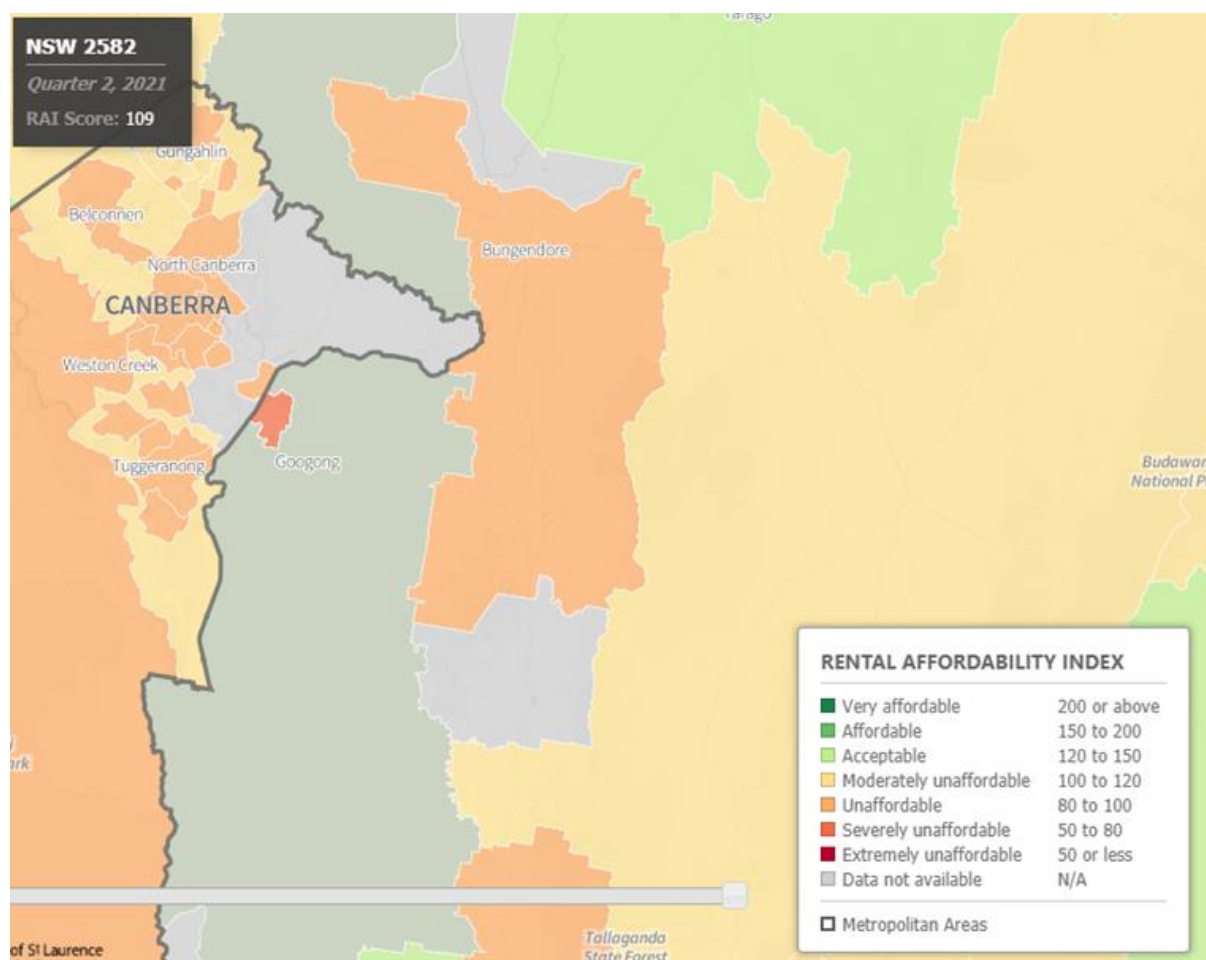 Tarago
NSW 2582
Quarter 2, 2021
RAI Score: 109
Gungahlin
Belconnen
Bungendore
North Canberra
CANBERRA
Weston Creek
Googong
Tuggeranong
Budawan
National P
ark
RENTAL AFFORDABILITY INDEX
Very affordable 200 or above
Affordable 150 to 200
Acceptable 120 to 150
Moderately unaffordable 100 to 120
Unaffordable 80 to 100
Severely unaffordable 50 to 80
Extremely unaffordable 50 or less
Data not available N/A
Metropolitan Areas
of St Laurence
Tallaganda
State Forest